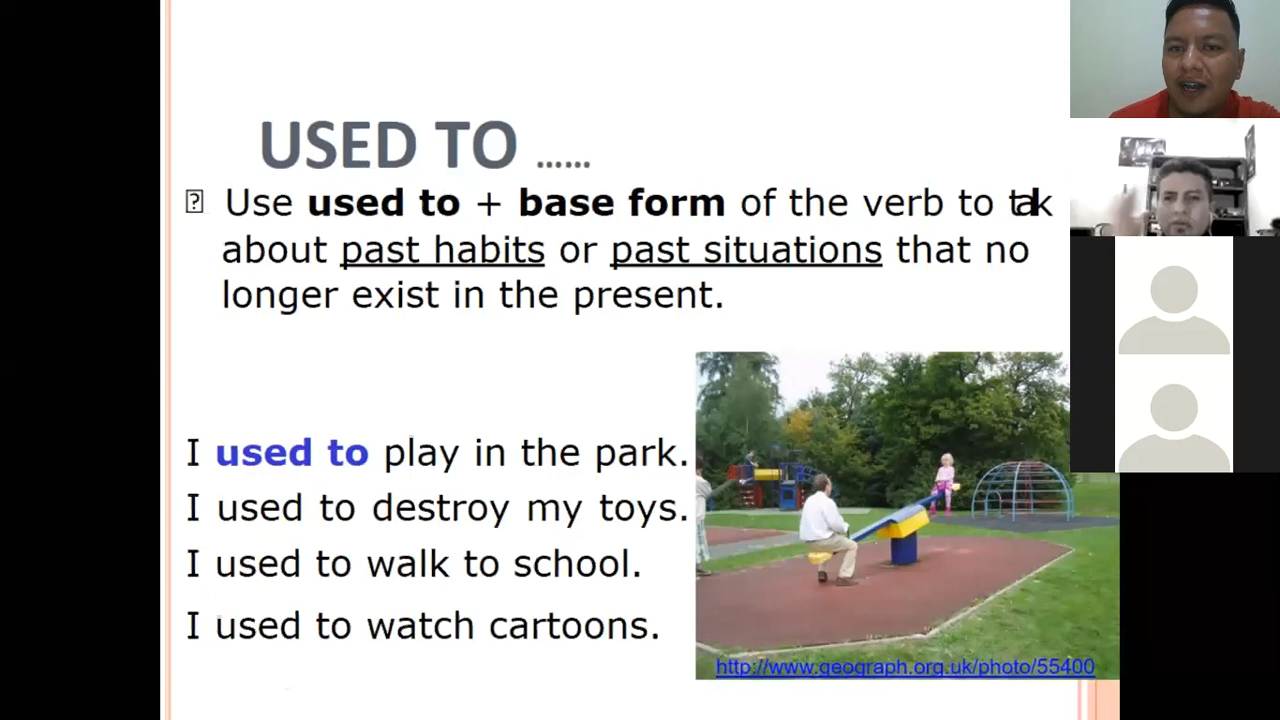 USED TO ......
Use used to + base form of the verb to talk
about past habits or past situations that no
longer exist in the present.
I used to play in the park.
I used to destroy my toys.
I used to walk to school.
I used to watch cartoons.
http://www.geograph.org.uk/photo/55400